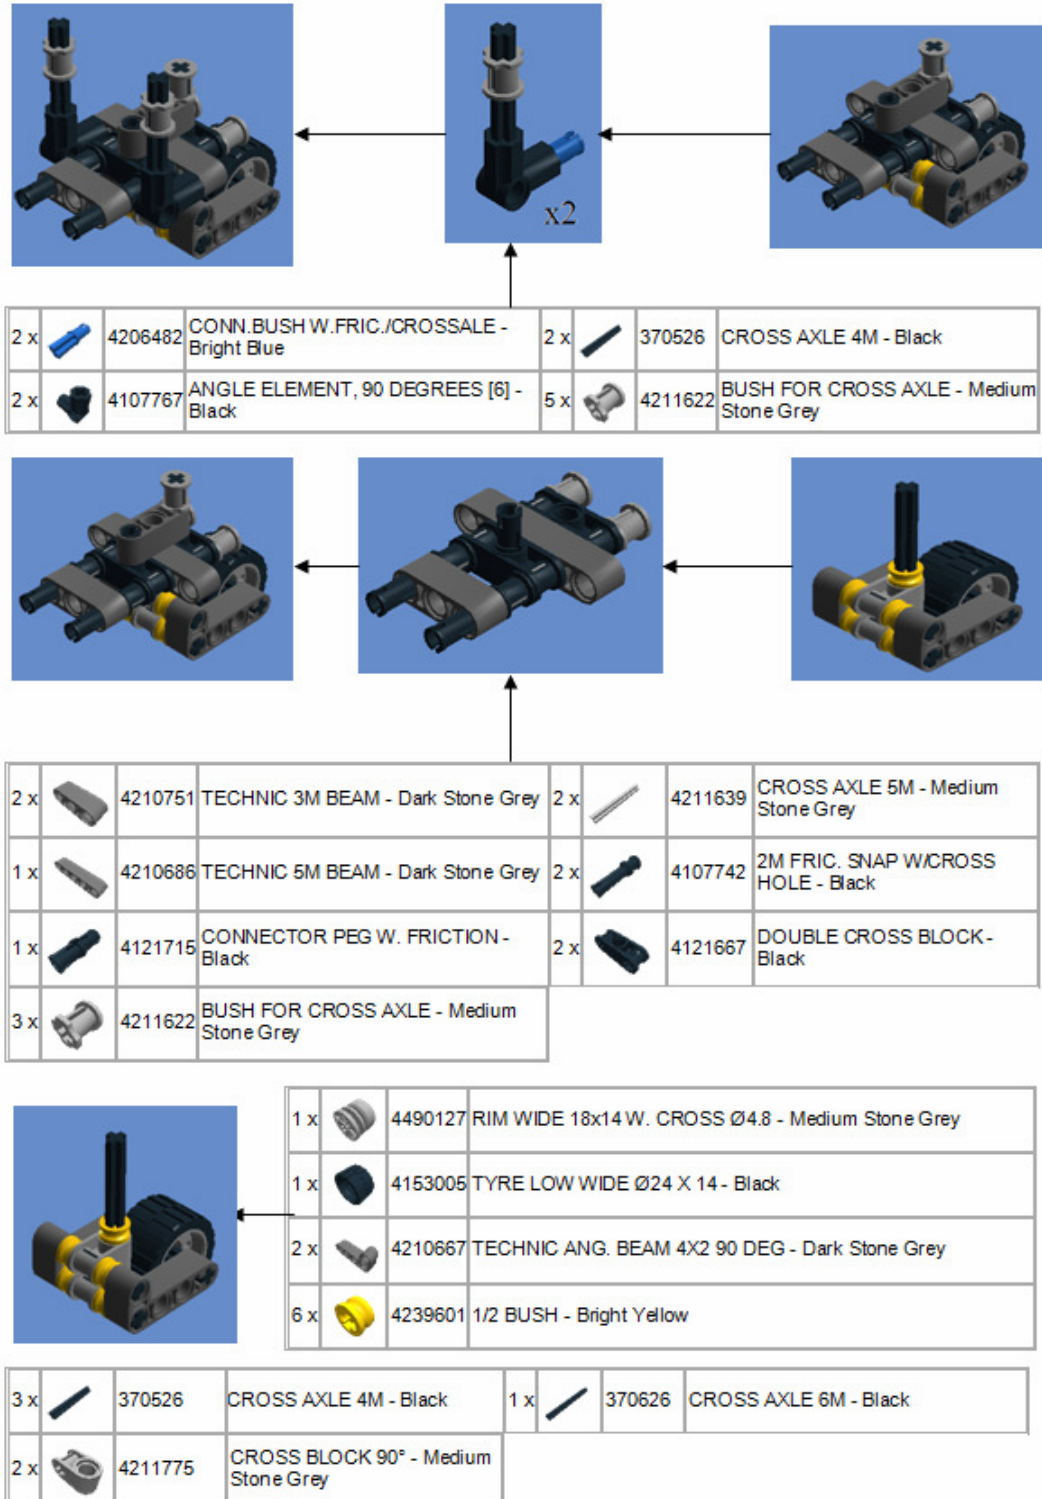 x2
2 x 4206482 CONN.BUSH W.FRIC./CROSSALE -
Bright Blue
2 x 370526 CROSS AXLE 4M - Black
2 x 4107767 ANGLE ELEMENT, 90 DEGREES [6] -
Black
5 x 4211622 BUSH FOR CROSS AXLE - Medium
Stone Grey
2 x 4210751 TECHNIC 3M BEAM - Dark Stone Grey
2 x 4211639 CROSS AXLE 5M - Medium
Stone Grey
1 x 4210686 TECHNIC 5M BEAM - Dark Stone Grey
2 x 4107742 2M FRIC. SNAP W/CROSS
HOLE - Black
1 x 4121715 CONNECTOR PEG W. FRICTION -
Black
2 x 4121667 DOUBLE CROSS BLOCK -
Black
3 x 4211622 BUSH FOR CROSS AXLE - Medium
Stone Grey
1 x 4490127 RIM WIDE 18x14 W. CROSS Ø4.8 - Medium Stone Grey
1 x 4153005 TYRE LOW WIDE Ø24 X 14 - Black
2 x 4210667 TECHNIC ANG. BEAM 4X2 90 DEG - Dark Stone Grey
6 x 4239601 1/2 BUSH - Bright Yellow
3 x 370526 CROSS AXLE 4M - Black
1 x 370626 CROSS AXLE 6M - Black
2 x 4211775 CROSS BLOCK 90° - Medium
Stone Grey